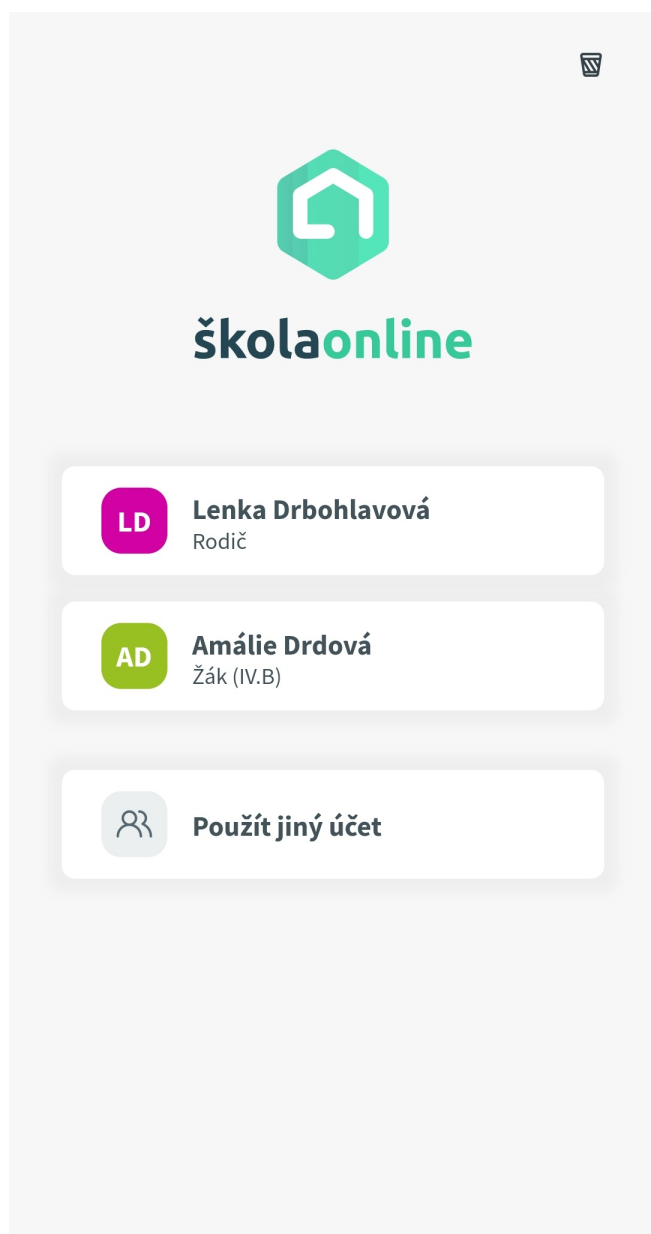 školaonline
LD
Lenka Drbohlavová
Rodič
AD
Amálie Drdová
Žák (IV.B)
Použít jiný účet